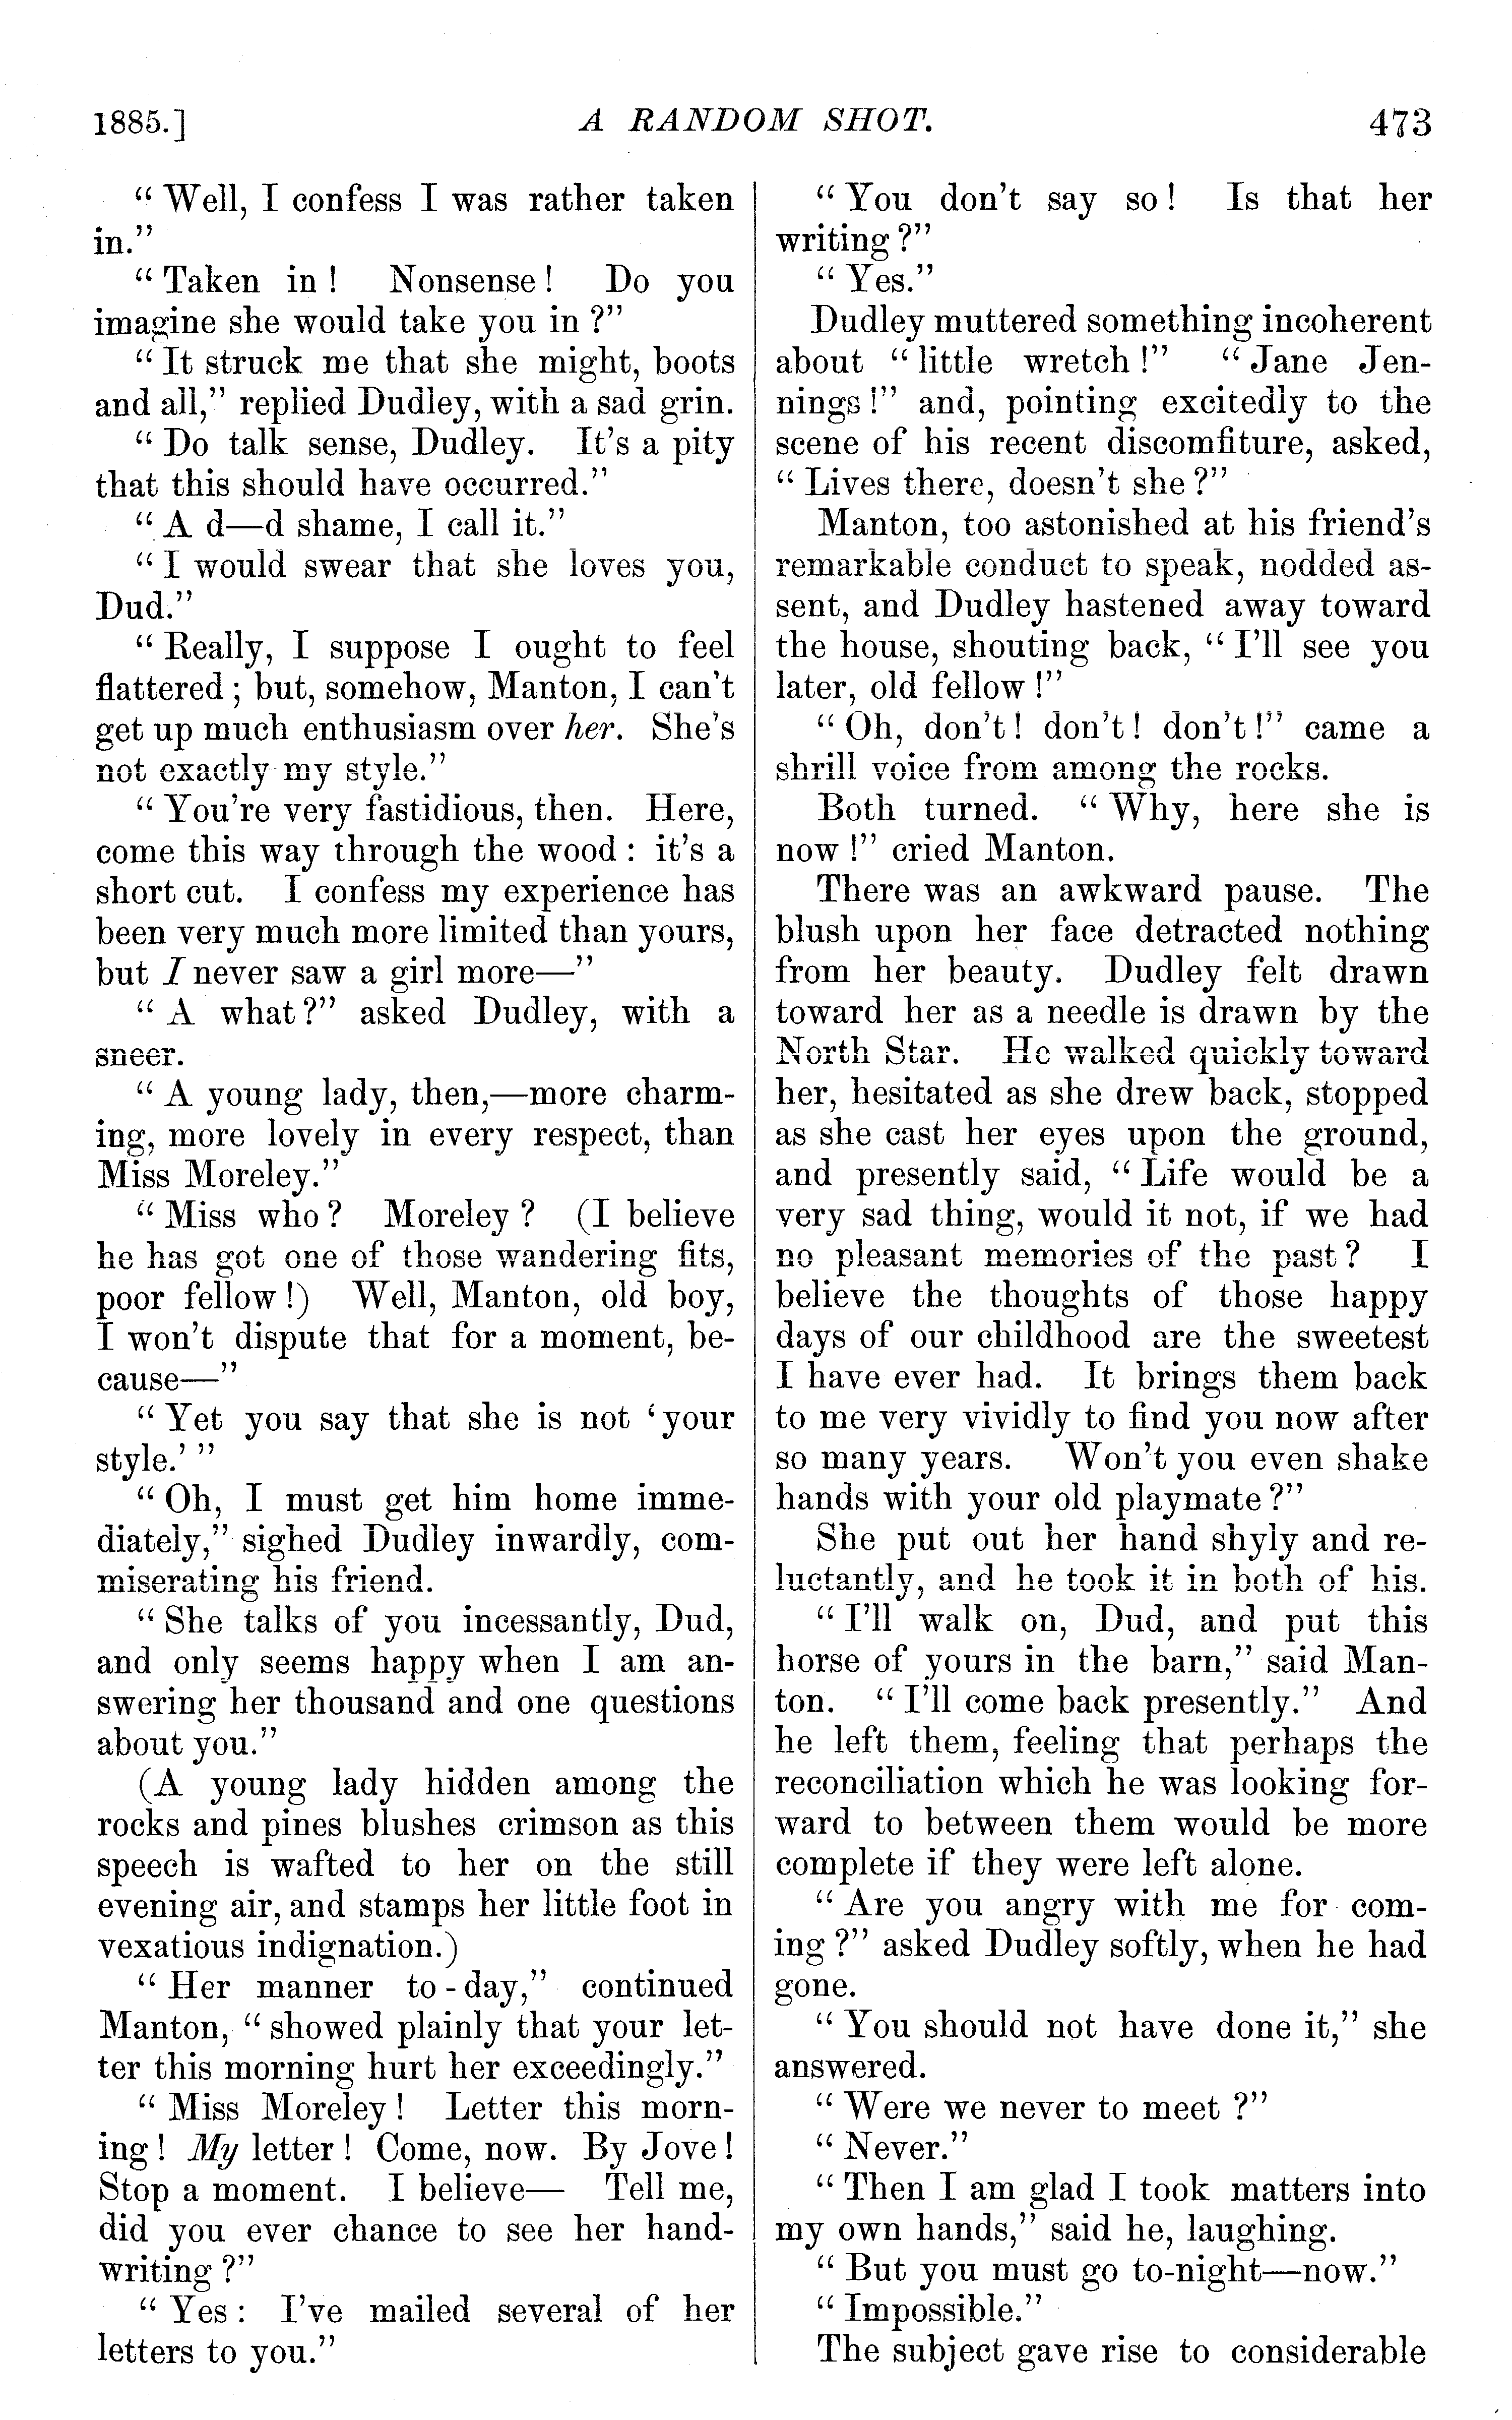 1885.] A RANDOM SHOT. 473
“Well, I confess I was rather taken
in.”
“Taken in! Nonsense! Do you
imagine she would take you in?”
“It struck me that she might, boots
and all,” replied Dudley, with a sad grin.
“Do talk sense, Dudley. It's a pity
that this should have occurred.”
“A d—d shame, I call it.”
“I would swear that she loves you,
Dud.”
“Really, I suppose I ought to feel
flattered; but, somehow, Manton, I can't
get up much enthusiasm over her. She's
not exactly my style.”
“You're very fastidious, then. Here,
come this way through the wood: it's a
short cut. I confess my experience has
been very much more limited than yours,
but I never saw a girl more—”
“A what?” asked Dudley, with a
sneer.
“A young lady, then,—more charm-
ing, more lovely in every respect, than
Miss Moreley.”
“Miss who? Moreley? (I believe
he has got one of those wandering fits,
poor fellow!) Well, Manton, old boy,
I won't dispute that for a moment, be-
cause—”
“Yet you say that she is not ‘your
style.’”
“Oh, I must get him home imme-
diately,” sighed Dudley inwardly, com-
miserating his friend.
“She talks of you incessantly, Dud,
and only seems happy when I am an-
swering her thousand and one questions
about you.”
(A young lady hidden among the
rocks and pines blushes crimson as this
speech is wafted to her on the still
evening air, and stamps her little foot in
vexatious indignation.)
“Her manner to-day,” continued
Manton, “showed plainly that your let-
ter this morning hurt her exceedingly.”
“Miss Moreley! Letter this morn-
ing! My letter! Come, now. By Jove!
Stop a moment. I believe— Tell me,
did you ever chance to see her hand-
writing?”
“Yes: I've mailed several of her
letters to you.”
“You don't say so! Is that her
writing?”
“Yes.”
Dudley muttered something incoherent
about “little wretch!” “Jane Jen-
nings!” and, pointing excitedly to the
scene of his recent discomfiture, asked,
“Lives there, doesn't she?”
Manton, too astonished at his friend's
remarkable conduct to speak, nodded as-
sent, and Dudley hastened away toward
the house, shouting back, “I'll see you
later, old fellow!”
“Oh, don't! don't! don't!” came a
shrill voice from among the rocks.
Both turned. “Why, here she is
now!” cried Manton.
There was an awkward pause. The
blush upon her face detracted nothing
from her beauty. Dudley felt drawn
toward her as a needle is drawn by the
North Star. He walked quickly toward
her, hesitated as she drew back, stopped
as she cast her eyes upon the ground,
and presently said, “Life would be a
very sad thing, would it not, if we had
no pleasant memories of the past? I
believe the thoughts of those happy
days of our childhood are the sweetest
I have ever had. It brings them back
to me very vividly to find you now after
so many years. Won't you even shake
hands with your old playmate?”
She put out her hand shyly and re-
luctantly, and he took it in both of his.
“I'll walk on, Dud, and put this
horse of yours in the barn,” said Man-
ton. “I'll come back presently.” And
he left them, feeling that perhaps the
reconciliation which he was looking for-
ward to between them would be more
complete if they were left alone.
“Are you angry with me for com-
ing?” asked Dudley softly, when he had
gone.
“You should not have done it,” she
answered.
“Were we never to meet?”
“Never.”
“Then I am glad I took matters into
my own hands,” said he, laughing.
“But you must go to-night—now.”
“Impossible.”
The subject gave rise to considerable